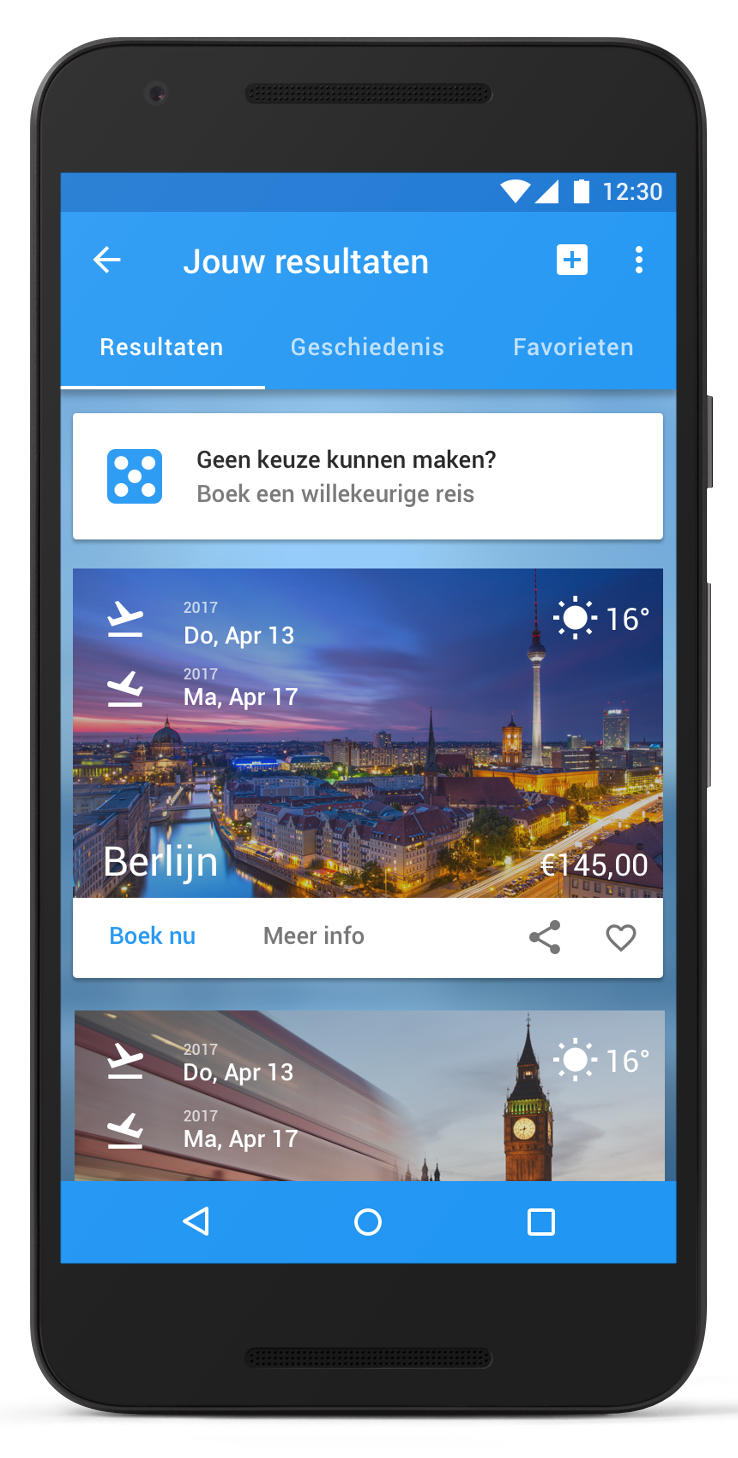 12:30
Jouw resultaten
Resultaten Geschiedenis Favorieten
Geen keuze kunnen maken?
Boek een willekeurige reis
2017
Do, Apr 13
16°
2017
Ma, Apr 17
Berlijn
€145,00
Boek nu Meer info
2017
Do, Apr 13
16°
2017
Ma, Apr 17